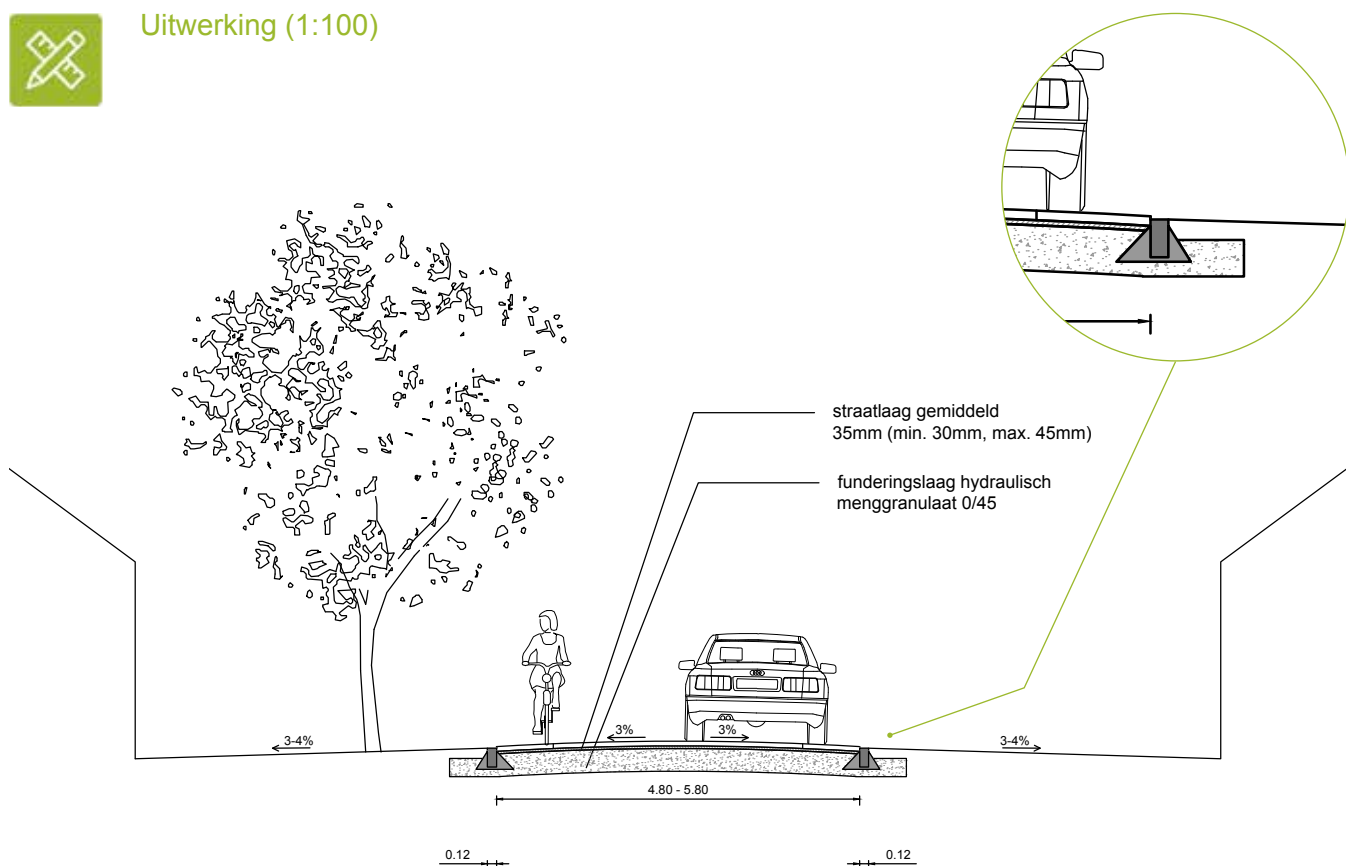 Uitwerking (1:100)
straatlaag gemiddeld
35mm (min. 30mm, max. 45mm)
funderingslaag hydraulisch
menggranulaat 0/45
3-4%
3%
3%
3-4%
4.80 - 5.80
0.12
0.12